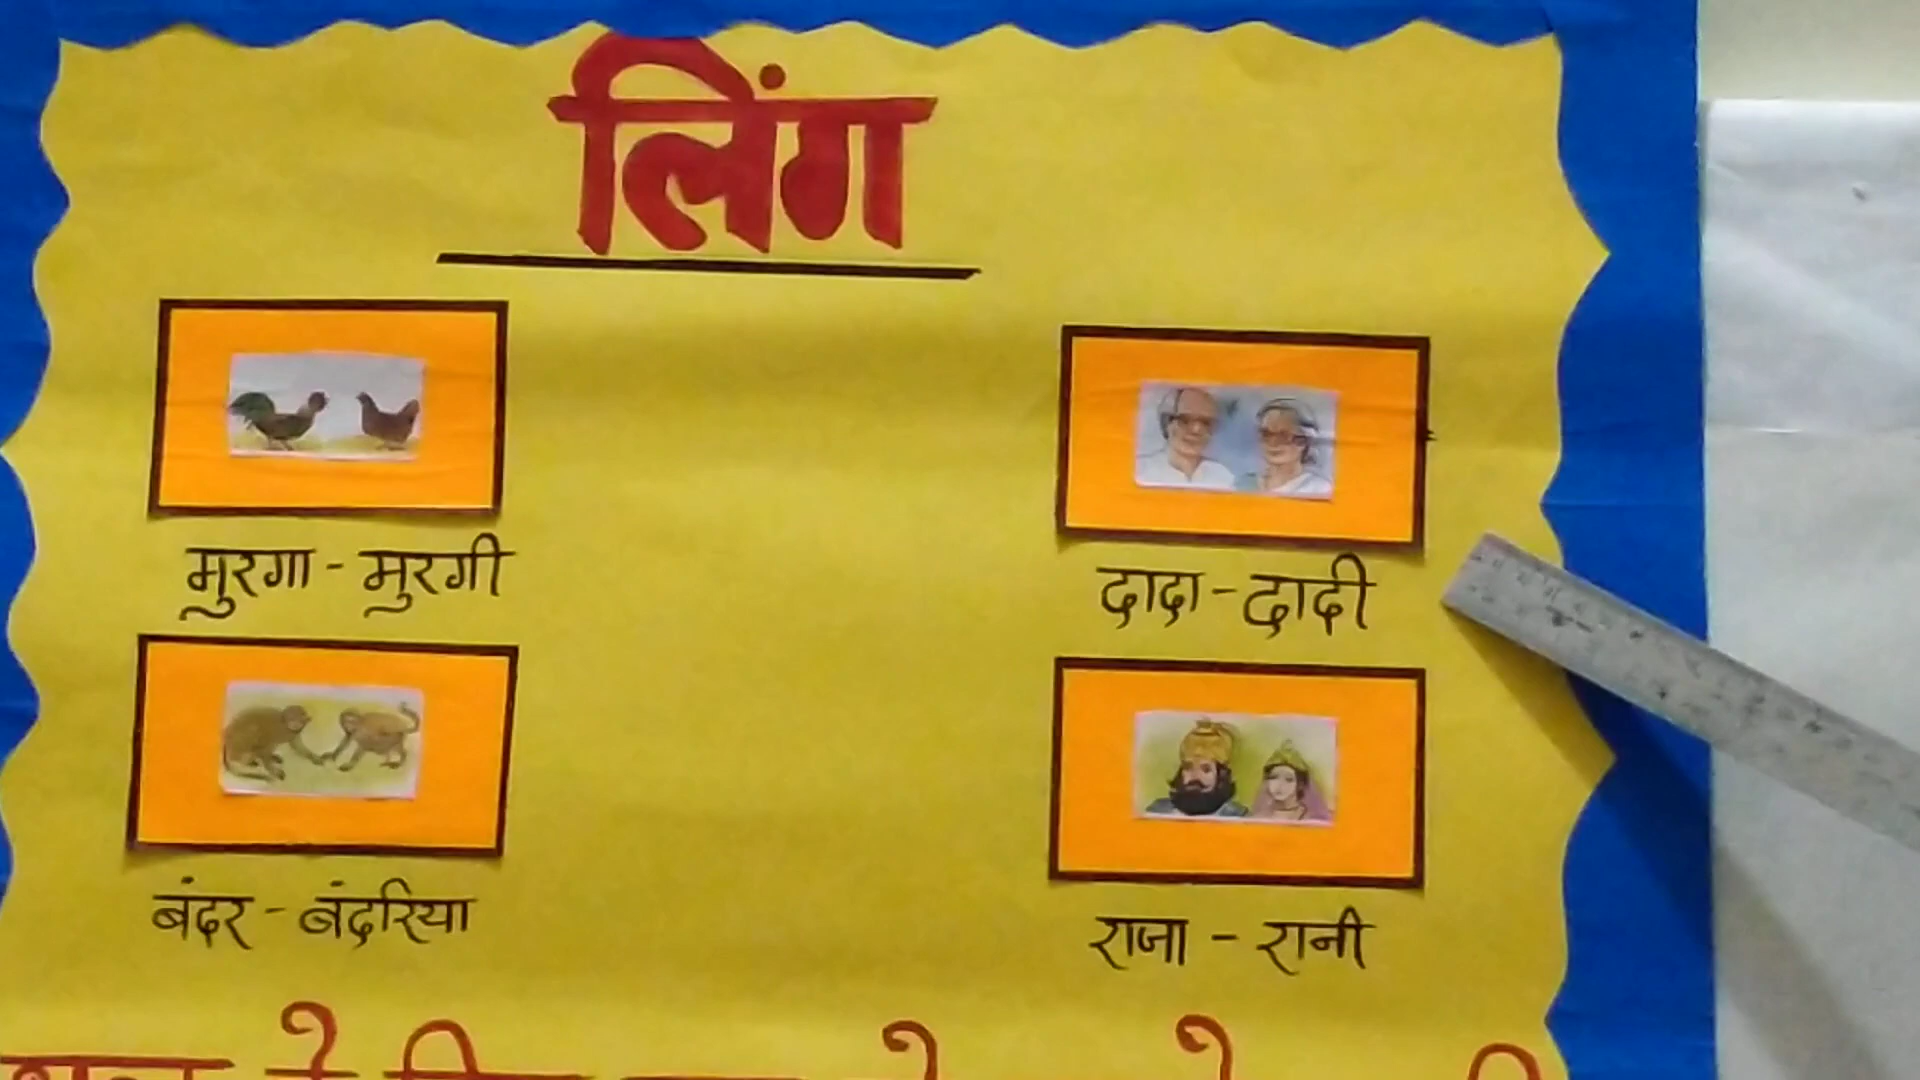 लिंग
मुरगा - मुरगी
दादा - दादी
बंदर - बंदरिया
राजा - रानी